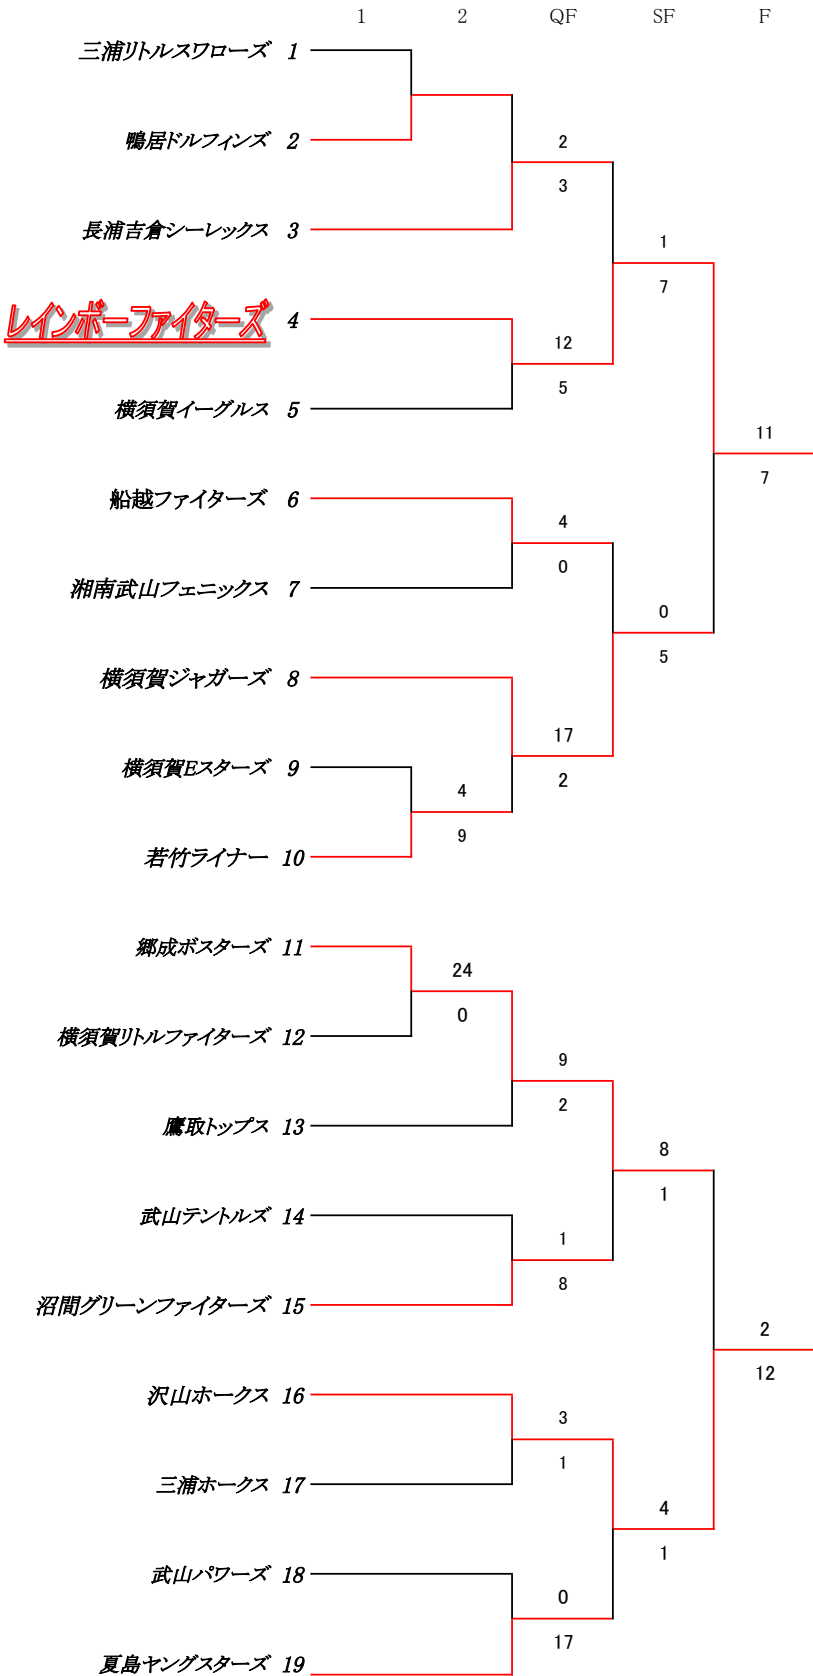 1 2 QF SF F
三浦リトルスワローズ 1
鴨居ドルフィンズ 2
2
3
長浦吉倉シーレックス 3
1
7
レインボーファイターズ 4
12
5
横須賀イーグルス 5
11
7
船越ファイターズ 6
4
0
湘南武山フェニックス 7
0
5
横須賀ジャガーズ 8
17
2
横須賀Eスターズ 9
4
9
若竹ライナー 10
郷成ボスターズ 11
24
0
横須賀リトルファイターズ 12
9
2
鷹取トップス 13
8
1
武山テントルズ 14
1
8
沼間グリーンファイターズ 15
2
12
沢山ホークス 16
3
1
三浦ホークス 17
4
1
武山パワーズ 18
0
17
夏島ヤングスターズ 19